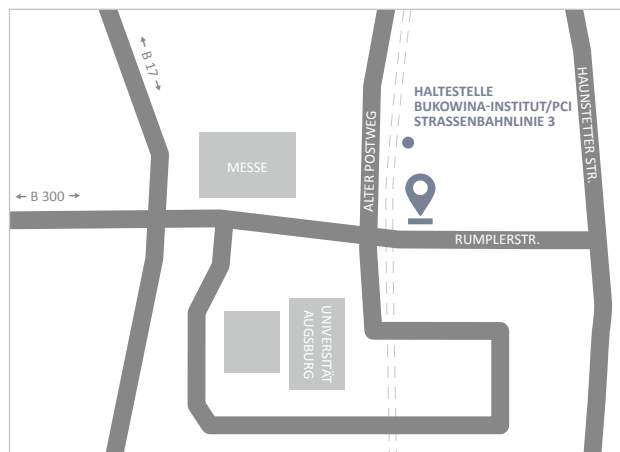 ← B 17 →
HALTESTELLE
BUKOWINA-INSTITUT/PCI
STRASSENBAHNLINIE 3
HAUNSTETTER STR.
ALTER POSTWEG
MESSE
← B 300 →
RUMPLERSTR.
UNIVERSITÄT
AUGSBURG